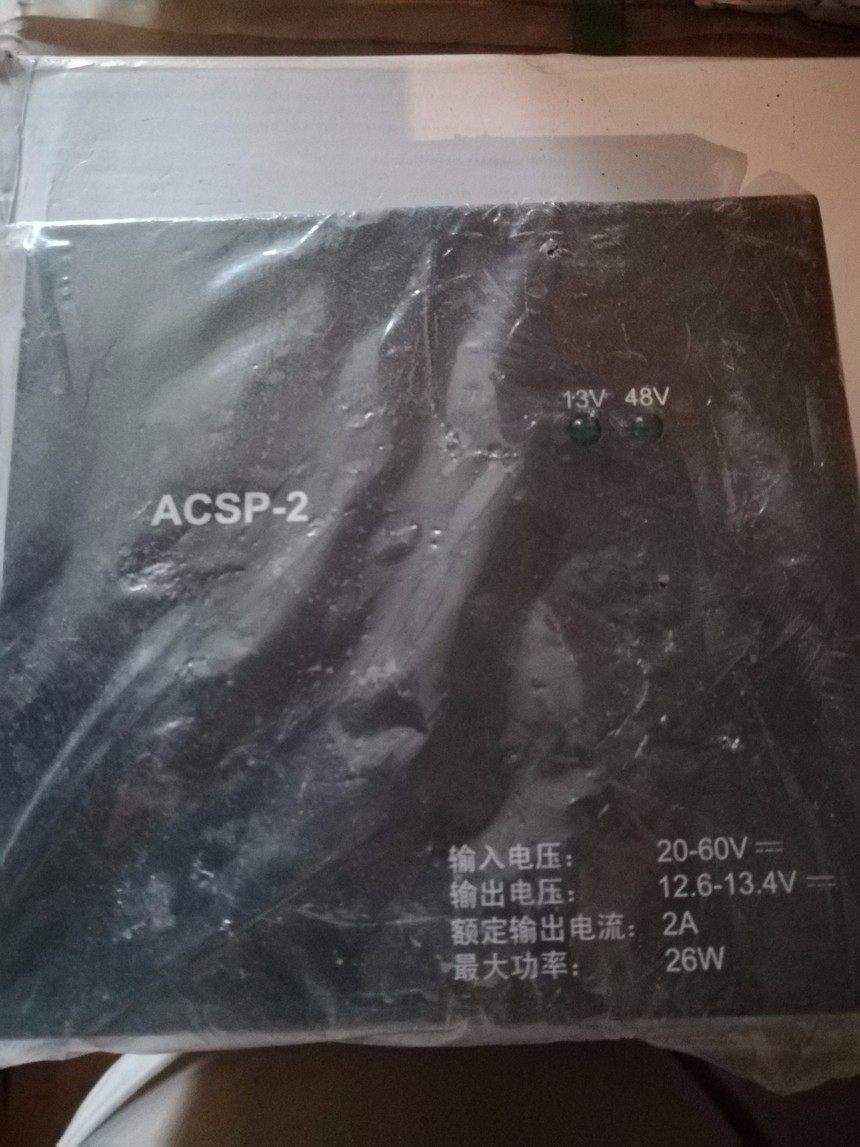 13V 48V
ACSP-2
输入电压： 20-60V ⎓
输出电压： 12.6-13.4V ⎓
额定输出电流： 2A
最大功率： 26W